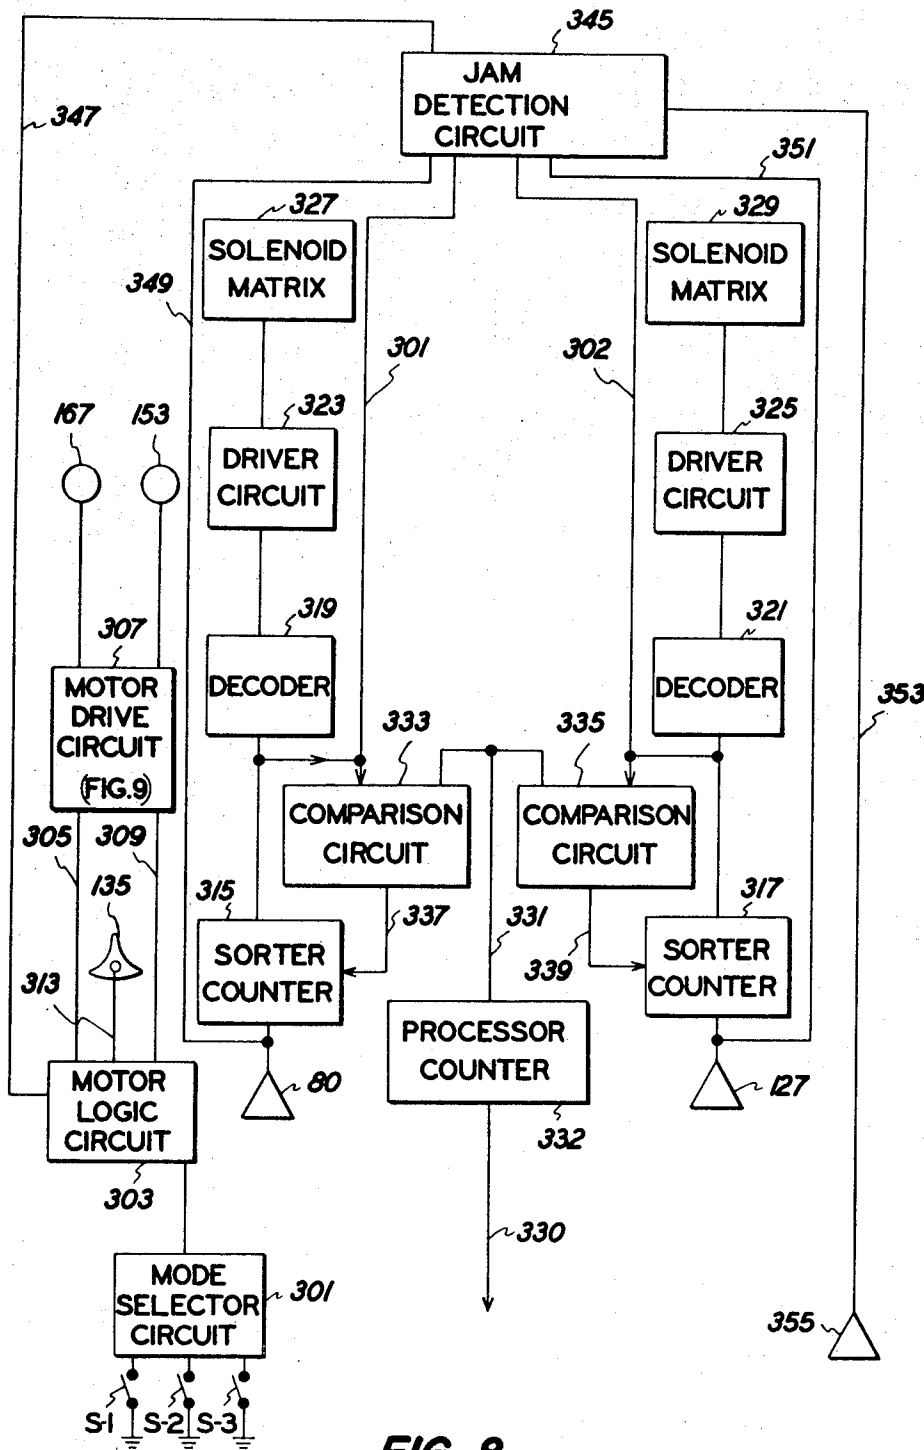 345
JAM
DETECTION
CIRCUIT
347
351
327
329
SOLENOID
MATRIX
SOLENOID
MATRIX
349
301
302
167
153
323
325
DRIVER
CIRCUIT
DRIVER
CIRCUIT
319
321
307
DECODER
DECODER
MOTOR
DRIVE
CIRCUIT
(FIG.9)
353
333
335
COMPARISON
CIRCUIT
COMPARISON
CIRCUIT
305
309
135
315
337
331
339
317
SORTER
COUNTER
SORTER
COUNTER
313
PROCESSOR
COUNTER
MOTOR
LOGIC
CIRCUIT
80
127
332
303
330
MODE
SELECTOR
CIRCUIT
301
355
S-1
S-2
S-3